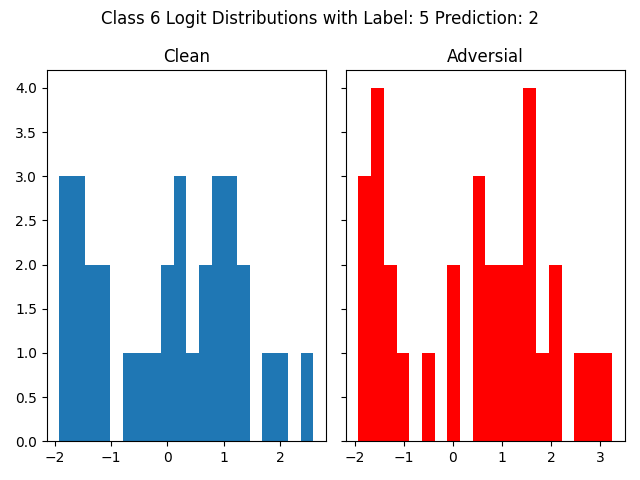 Class 6 Logit Distributions with Label: 5 Prediction: 2
Clean
Adversial
4.0
3.5
3.0
2.5
2.0
1.5
1.0
0.5
0.0
−2 −1 0 1 2
−2 −1 0 1 2 3